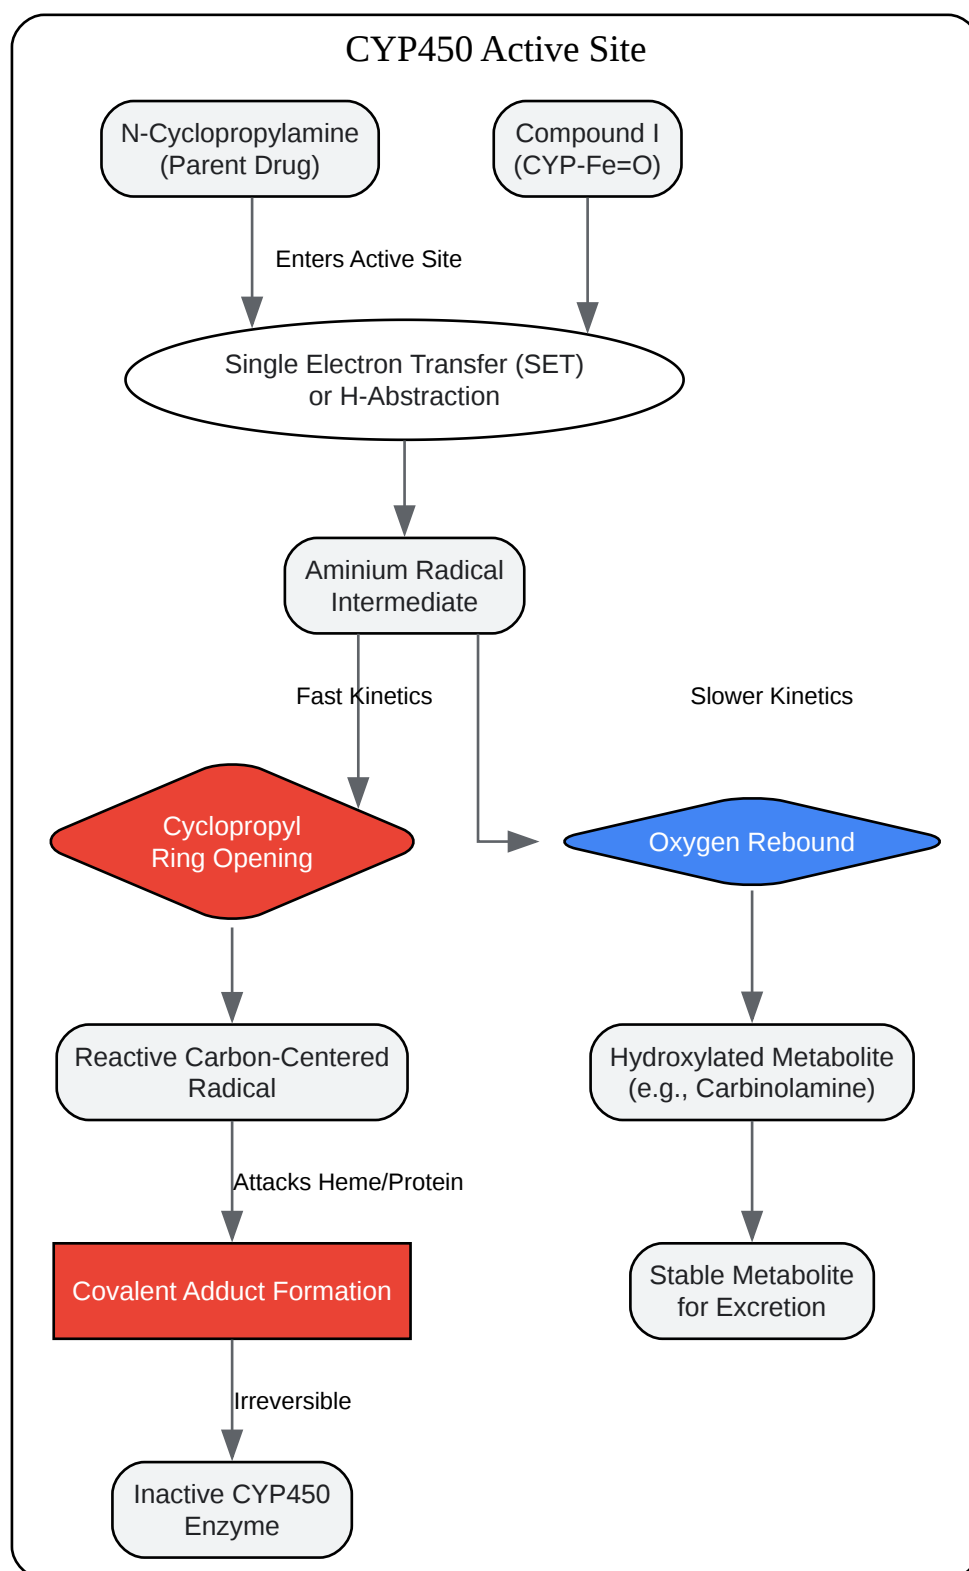 CYP450 Active Site
N-Cyclopropylamine
(Parent Drug)
Compound I
(CYP-Fe=O)
Enters Active Site
Single Electron Transfer (SET)
or H-Abstraction
Aminium Radical
Intermediate
Fast Kinetics
Slower Kinetics
Cyclopropyl
Ring Opening
Oxygen Rebound
Reactive Carbon-Centered
Radical
Hydroxylated Metabolite
(e.g., Carbinolamine)
Attacks Heme/Protein
Covalent Adduct Formation
Stable Metabolite
for Excretion
Irreversible
Inactive CYP450
Enzyme